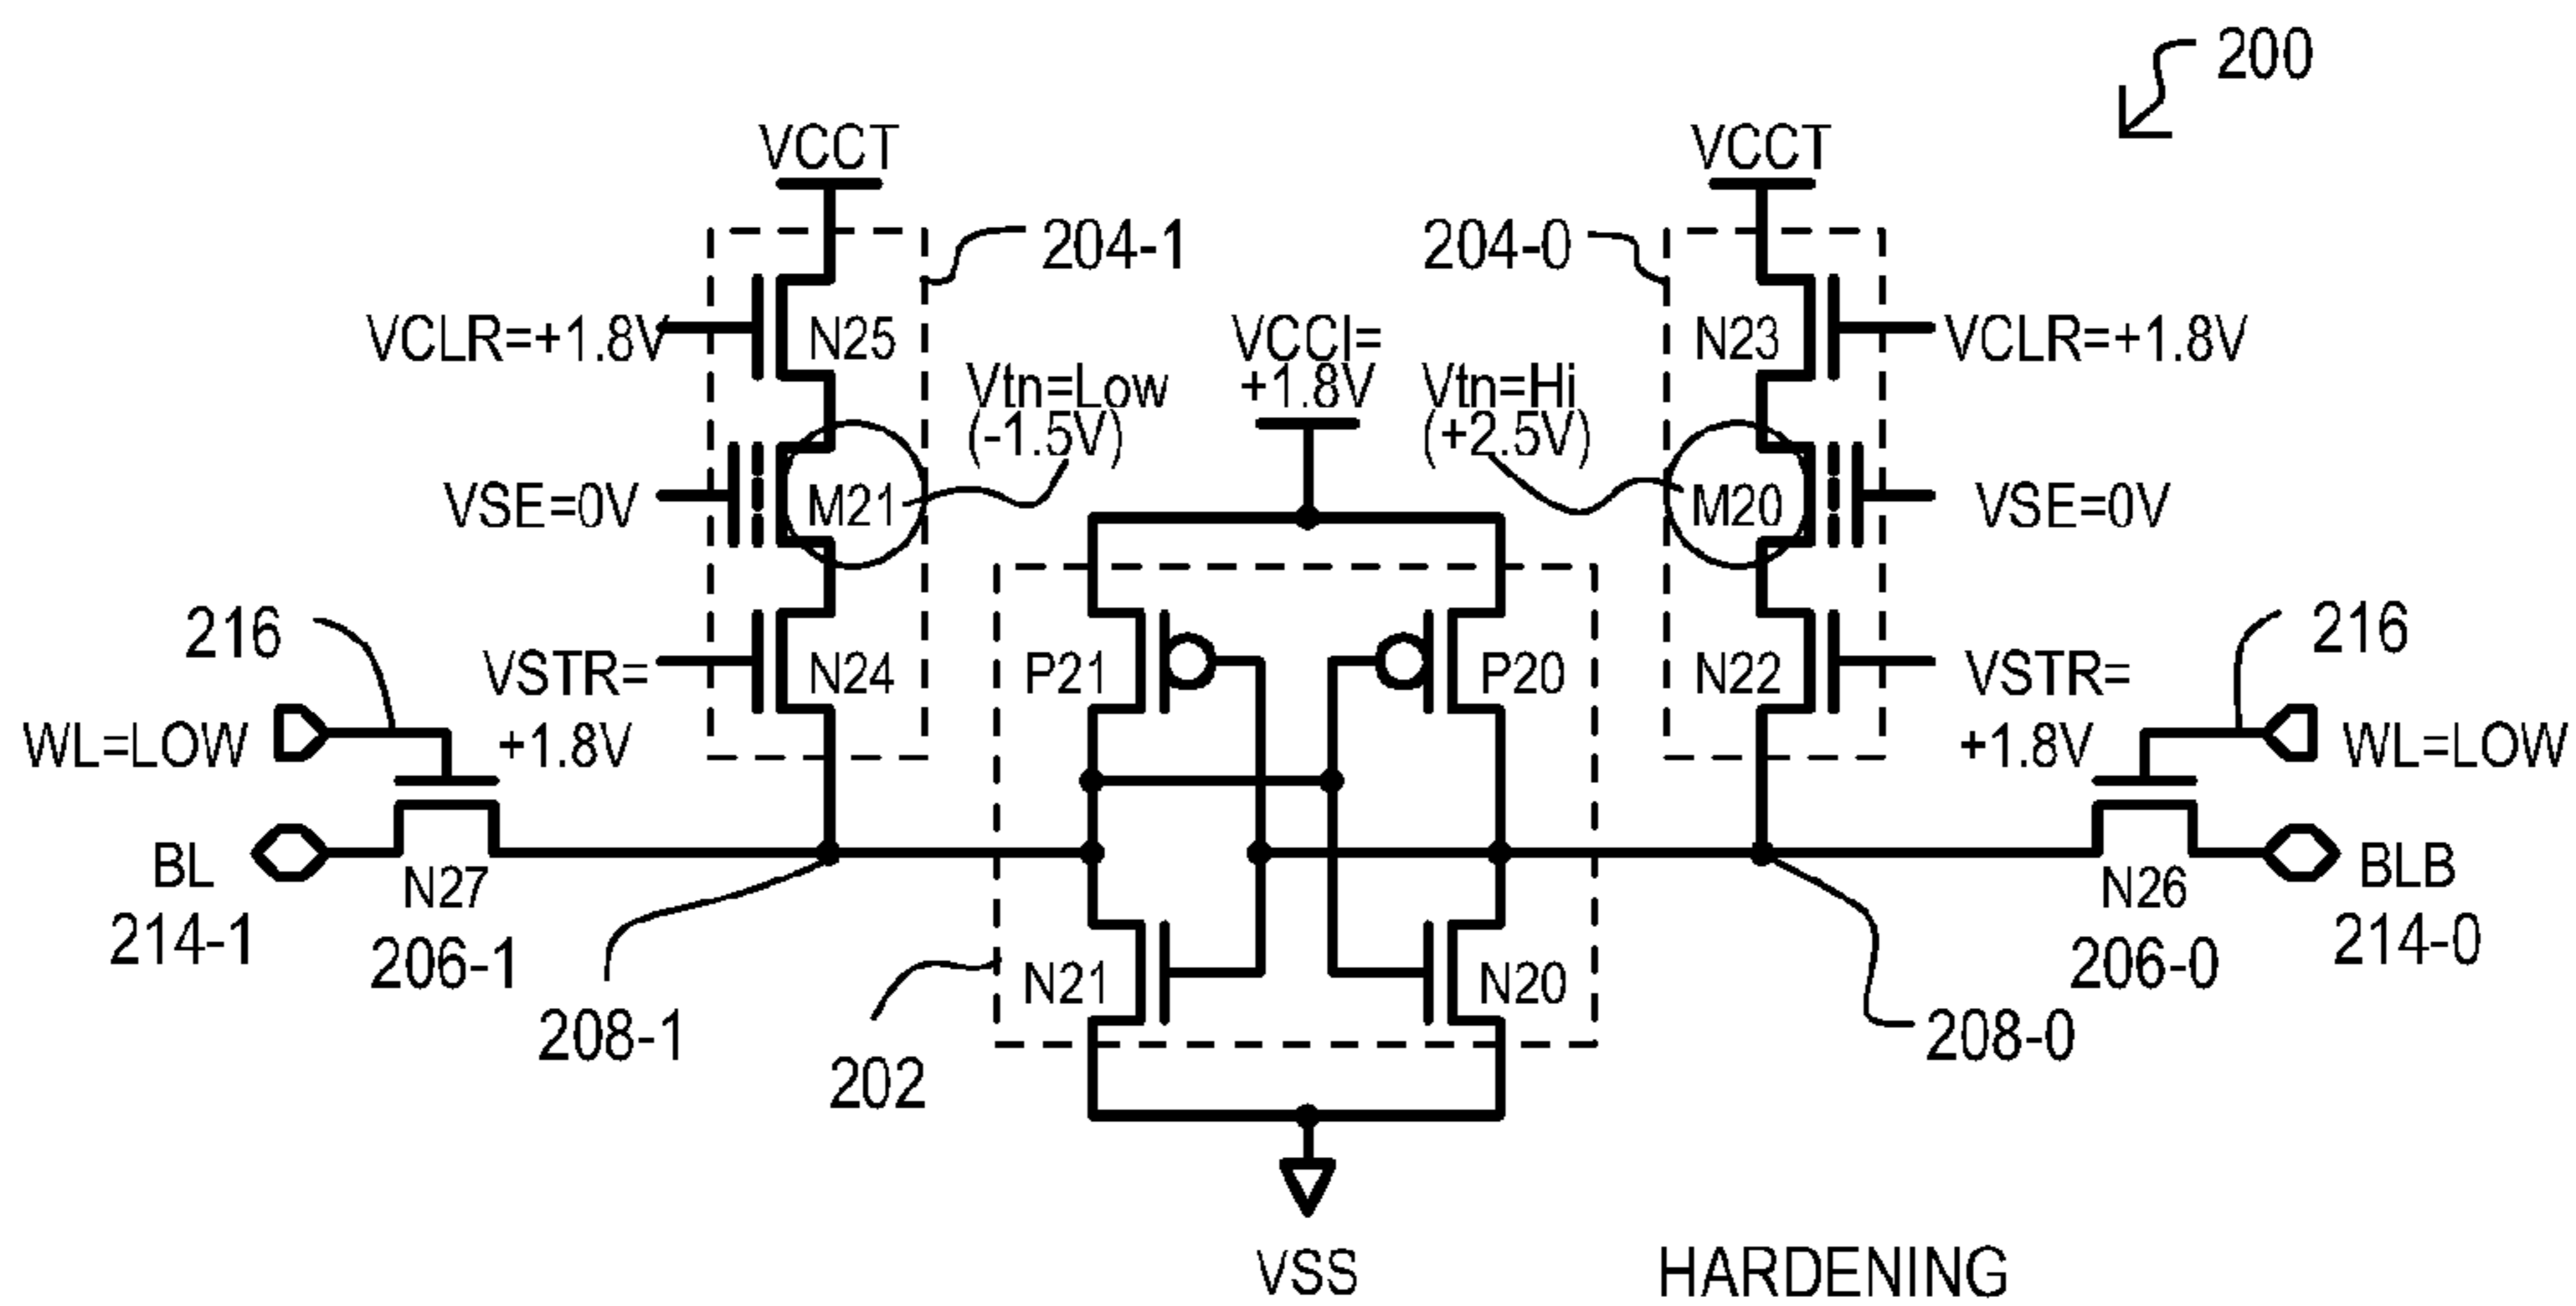 200
VCCT
VCCT
204-1
204-0
VCLR=+1.8V
N25
VCCI=
+1.8V
N23
VCLR=+1.8V
Vtn=Low
(-1.5V)
Vtn=Hi
(+2.5V)
VSE=0V
M21
M20
VSE=0V
216
216
VSTR=
+1.8V
N24
P21
P20
N22
VSTR=
+1.8V
WL=LOW
WL=LOW
BL
214-1
N27
206-1
N26
206-0
BLB
214-0
N21
N20
208-1
208-0
202
VSS
HARDENING